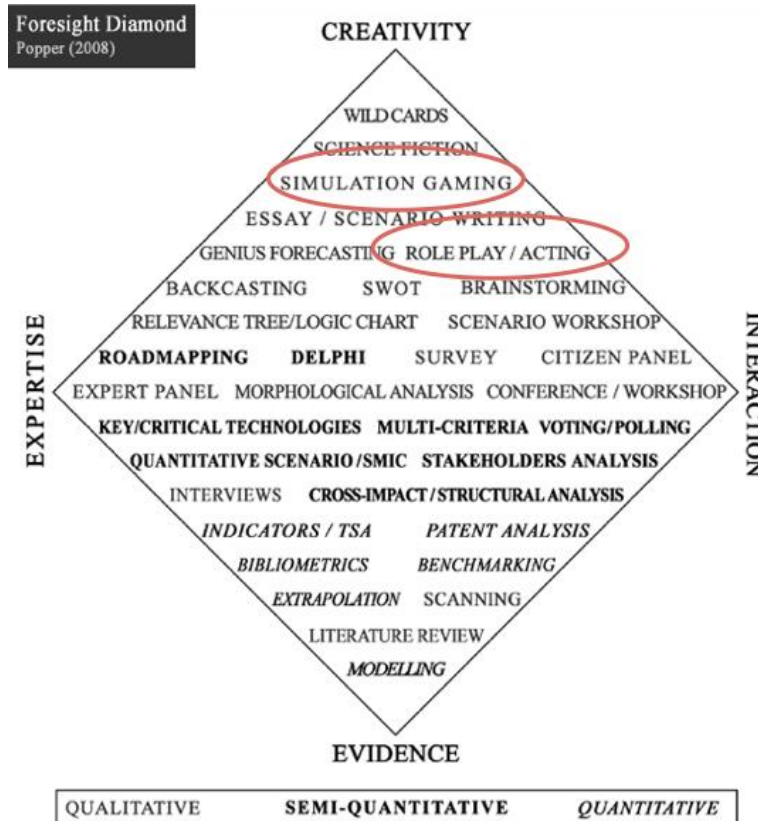 Foresight Diamond
Popper (2008)
CREATIVITY
WILD CARDS
SCIENCE FICTION
SIMULATION GAMING
ESSAY / SCENARIO WRITING
GENIUS FORECASTING ROLE PLAY / ACTING
BACKCASTING SWOT BRAINSTORMING
RELEVANCE TREE/LOGIC CHART SCENARIO WORKSHOP
ROADMAPPING DELPHI SURVEY CITIZEN PANEL
EXPERT PANEL MORPHOLOGICAL ANALYSIS CONFERENCE / WORKSHOP
KEY/CRITICAL TECHNOLOGIES MULTI-CRITERIA VOTING/POLLING
QUANTITATIVE SCENARIO/SMIC STAKEHOLDERS ANALYSIS
INTERVIEWS CROSS-IMPACT/STRUCTURAL ANALYSIS
INDICATORS / TSA PATENT ANALYSIS
BIBLIOMETRICS BENCHMARKING
EXTRAPOLATION SCANNING
LITERATURE REVIEW
MODELLING
EXPERTISE
INTERACTION
EVIDENCE
QUALITATIVE SEMI-QUANTITATIVE QUANTITATIVE